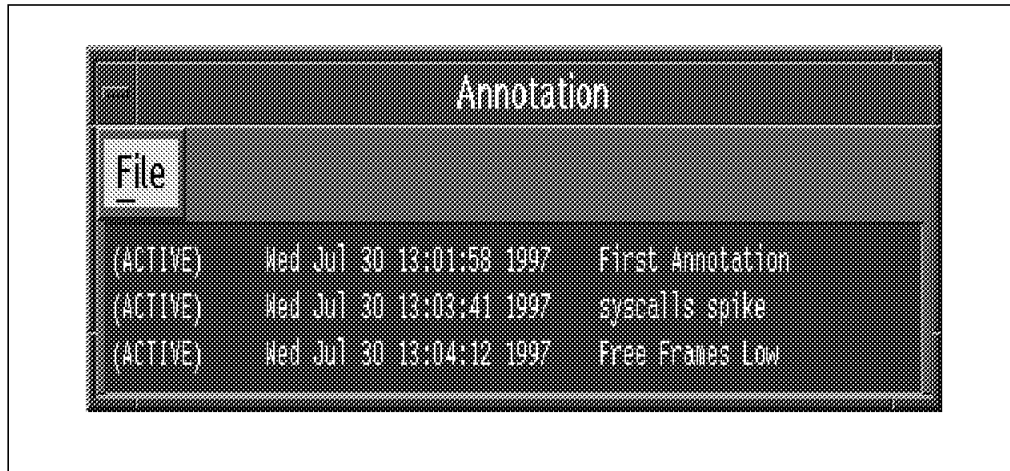 Annotation
File
(ACTIVE) Wed Jul 30 13:01:58 1997 First Annotation
(ACTIVE) Wed Jul 30 13:03:41 1997 syscalls spike
(ACTIVE) Wed Jul 30 13:04:12 1997 Free Frames Low